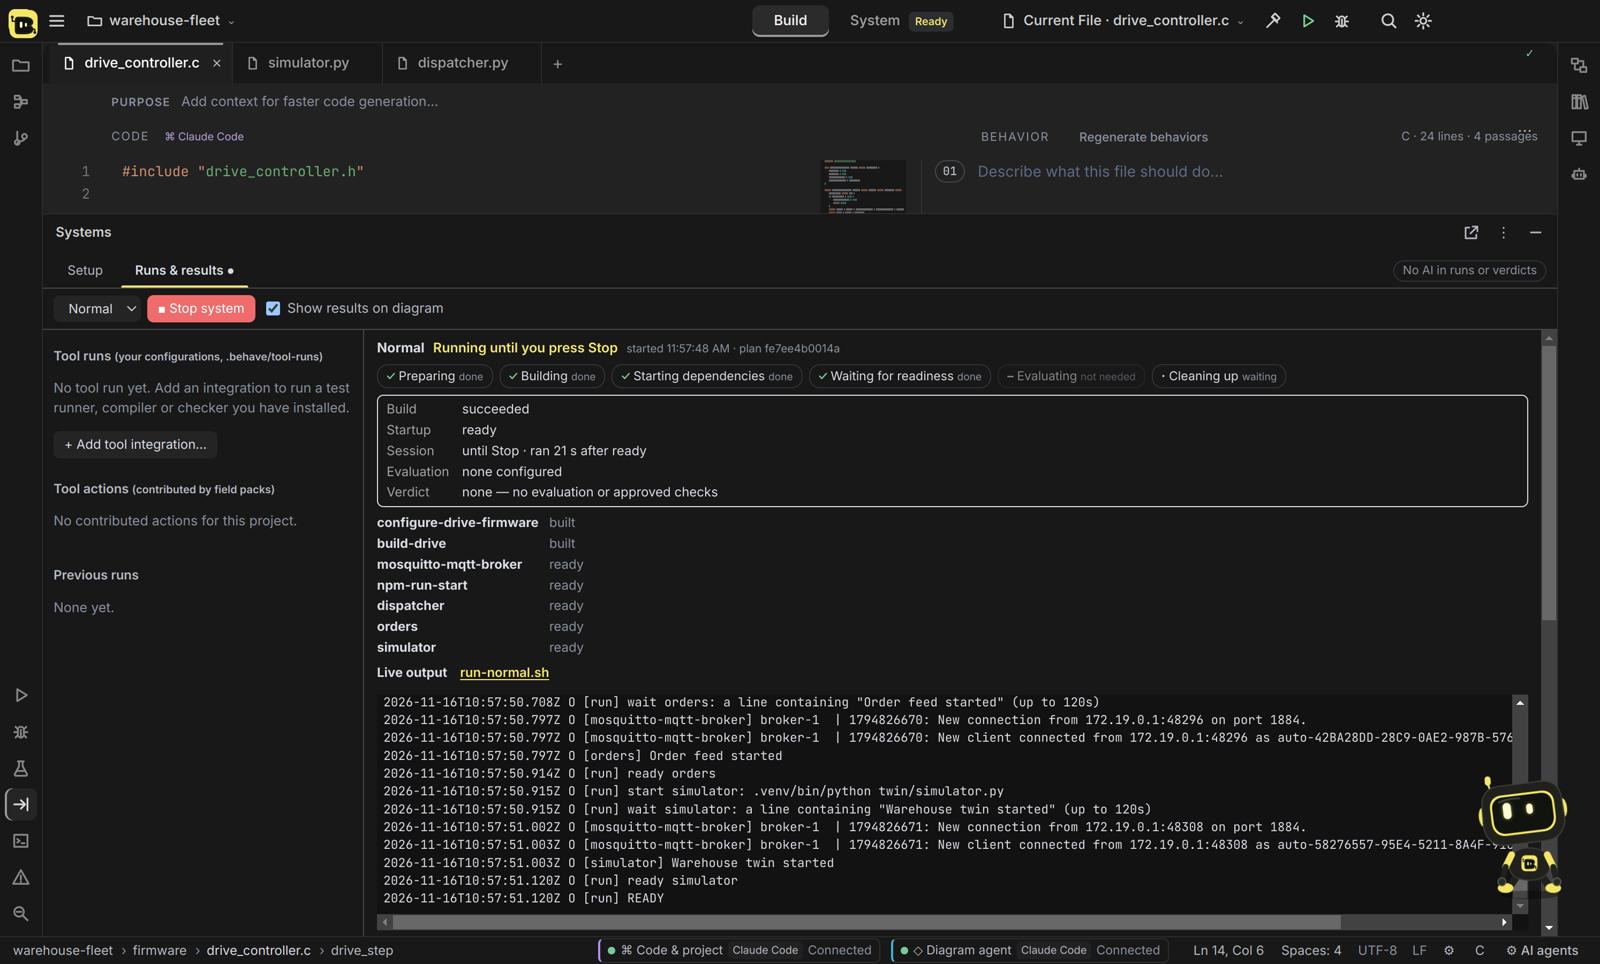 warehouse-fleet
Build
System Ready
Current File · drive_controller.c
drive_controller.c ×
simulator.py
dispatcher.py
+
PURPOSE Add context for faster code generation...
CODE ⌘ Claude Code
BEHAVIOR Regenerate behaviors C · 24 lines · 4 passages
1 #include "drive_controller.h"
2
01 Describe what this file should do...
Systems
Setup
Runs & results ●
No AI in runs or verdicts
Normal
Stop system
Show results on diagram
Tool runs (your configurations, .behave/tool-runs)
No tool run yet. Add an integration to run a test
runner, compiler or checker you have installed.
+ Add tool integration...
Tool actions (contributed by field packs)
No contributed actions for this project.
Previous runs
None yet.
Normal Running until you press Stop started 11:57:48 AM · plan fe7ee4b0014a
✓ Preparing done
✓ Building done
✓ Starting dependencies done
✓ Waiting for readiness done
– Evaluating not needed
· Cleaning up waiting
Build succeeded
Startup ready
Session until Stop · ran 21 s after ready
Evaluation none configured
Verdict none — no evaluation or approved checks
configure-drive-firmware built
build-drive built
mosquitto-mqtt-broker ready
npm-run-start ready
dispatcher ready
orders ready
simulator ready
Live output run-normal.sh
2026-11-16T10:57:50.708Z O [run] wait orders: a line containing "Order feed started" (up to 120s)
2026-11-16T10:57:50.797Z O [mosquitto-mqtt-broker] broker-1 | 1794826670: New connection from 172.19.0.1:48296 on port 1884.
2026-11-16T10:57:50.797Z O [mosquitto-mqtt-broker] broker-1 | 1794826670: New client connected from 172.19.0.1:48296 as auto-42BA28DD-28C9-0AE2-987B-576
2026-11-16T10:57:50.797Z O [orders] Order feed started
2026-11-16T10:57:50.914Z O [run] ready orders
2026-11-16T10:57:50.915Z O [run] start simulator: .venv/bin/python twin/simulator.py
2026-11-16T10:57:50.915Z O [run] wait simulator: a line containing "Warehouse twin started" (up to 120s)
2026-11-16T10:57:51.002Z O [mosquitto-mqtt-broker] broker-1 | 1794826671: New connection from 172.19.0.1:48308 on port 1884.
2026-11-16T10:57:51.003Z O [mosquitto-mqtt-broker] broker-1 | 1794826671: New client connected from 172.19.0.1:48308 as
2026-11-16T10:57:51.003Z O [simulator] Warehouse twin started
2026-11-16T10:57:51.120Z O [run] ready simulator
2026-11-16T10:57:51.120Z O [run] READY
warehouse-fleet › firmware › drive_controller.c › drive_step
⌘ Code & project Claude Code Connected
◇ Diagram agent Claude Code Connected
Ln 14, Col 6 Spaces: 4 UTF-8 LF C AI agents